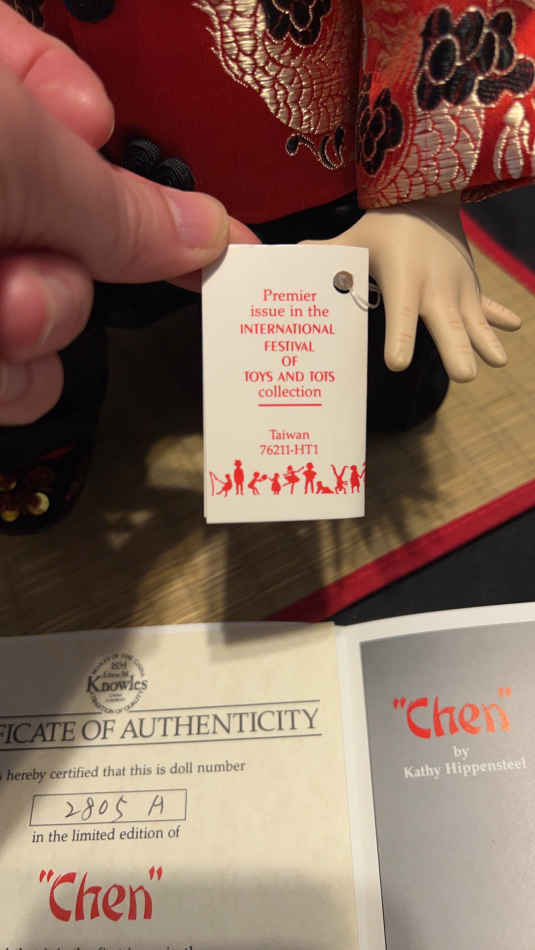 Premier
issue in the
INTERNATIONAL
FESTIVAL
OF
TOYS AND TOTS
collection
Taiwan
76211-HT1
Knowles
FICATE OF AUTHENTICITY
hereby certified that this is doll number
2805 A
in the limited edition of
"Chen"
"Chen"
by
Kathy Hippensteel